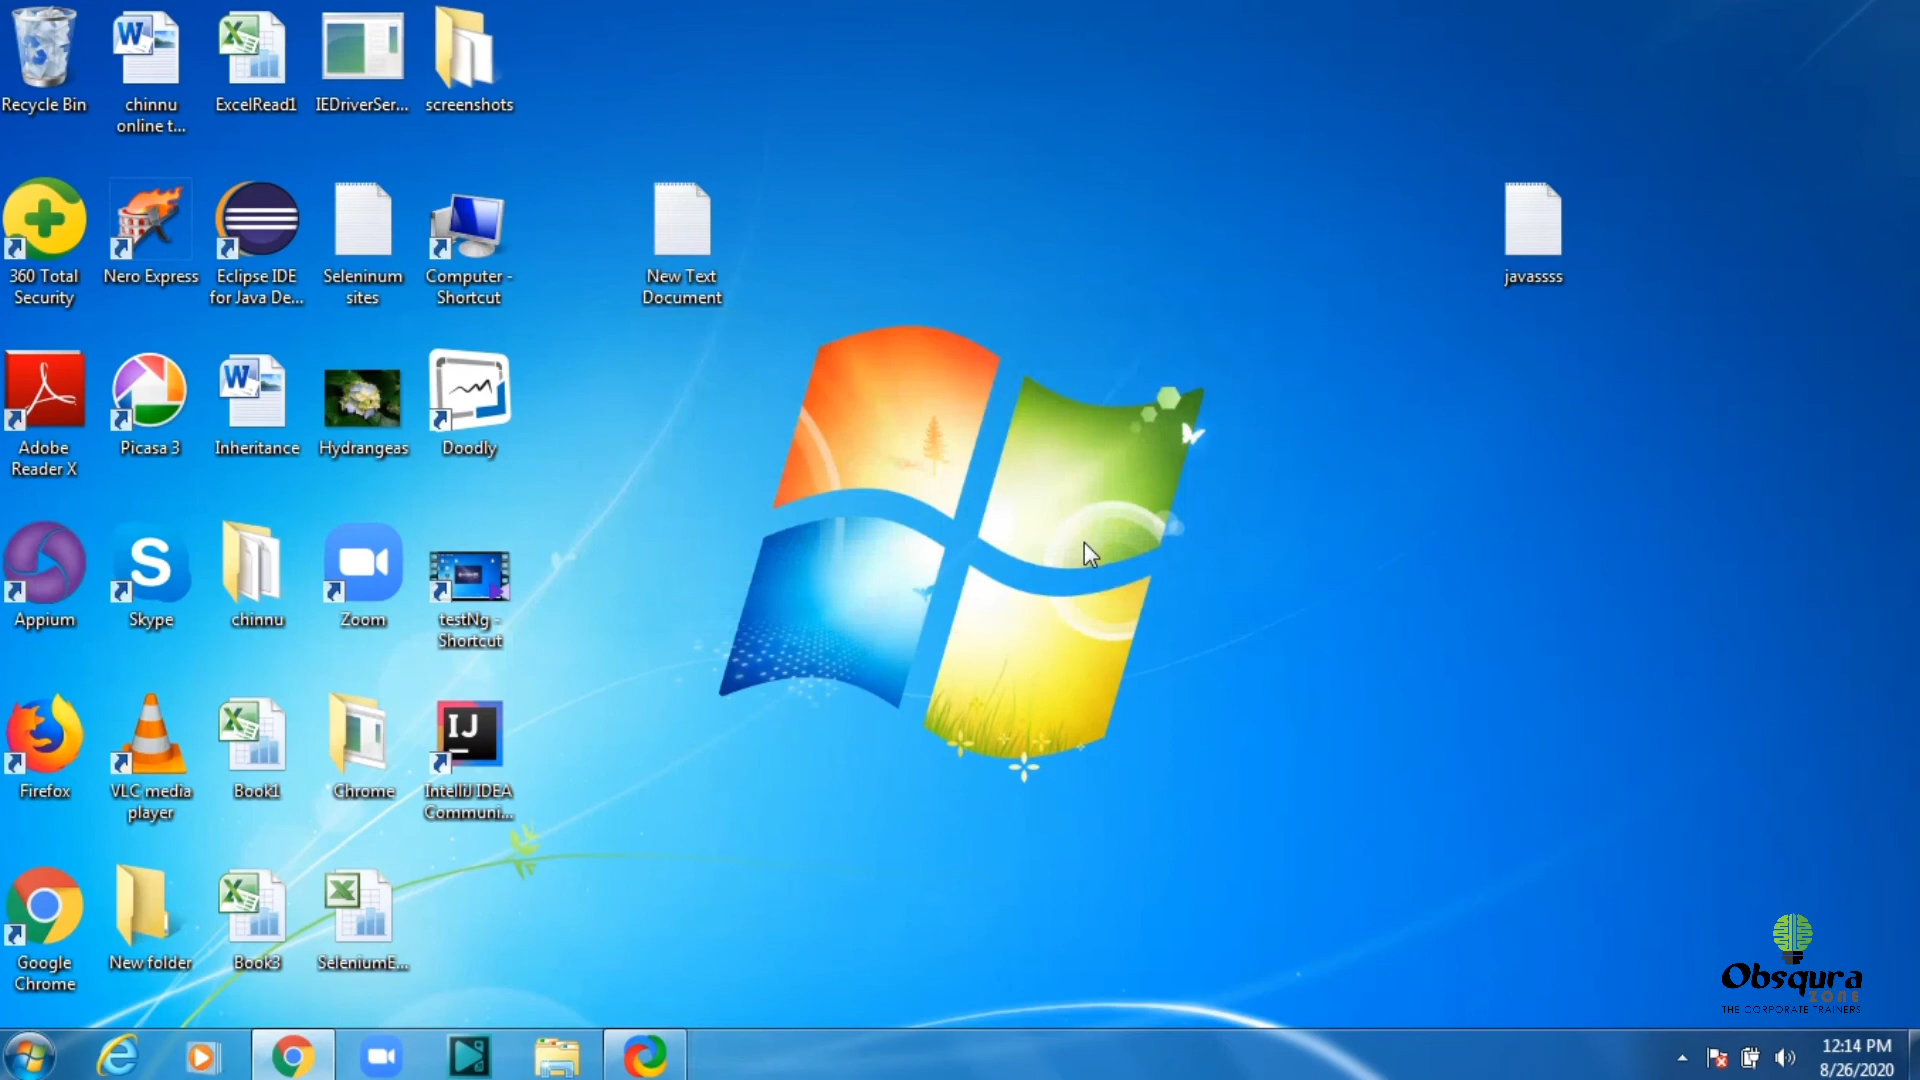 Recycle Bin
chinnu
online t...
ExcelRead1
IEDriverSer...
screenshots
360 Total
Security
Nero Express
Eclipse IDE
for Java De...
Seleninum
sites
Computer -
Shortcut
New Text
Document
javassss
Adobe
Reader X
Picasa 3
Inheritance
Hydrangeas
Doodly
Appium
Skype
chinnu
Zoom
testNg -
Shortcut
Firefox
VLC media
player
Book1
Chrome
IJ
IntelliJ IDEA
Communi...
Google
Chrome
New folder
Book3
SeleniumE...
Obsqura
ZONE
THE CORPORATE TRAINERS
12:14 PM
8/26/2020